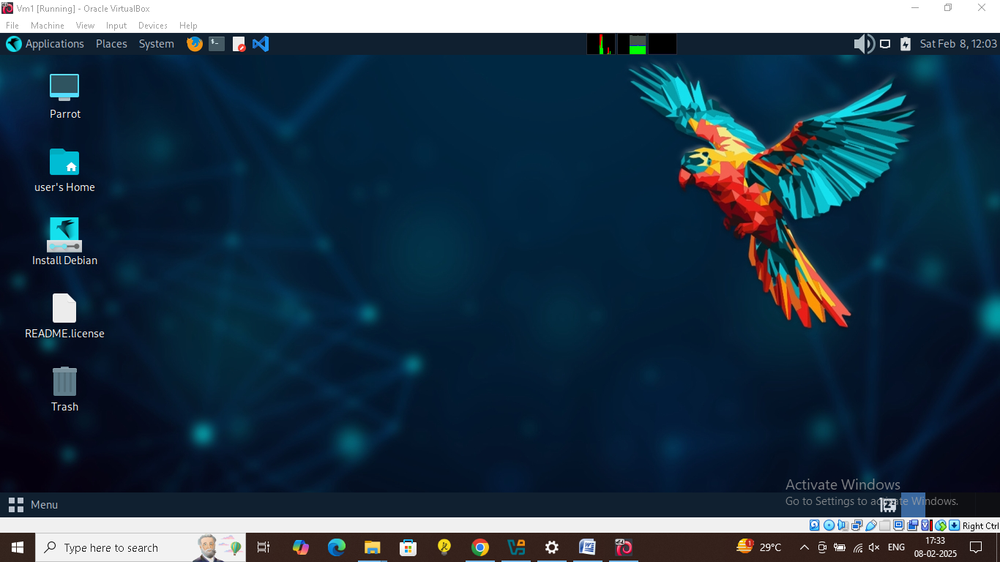 Vm1 [Running] - Oracle VirtualBox
File Machine View Input Devices Help
Applications Places System Sat Feb 8, 12:03
Parrot
user's Home
Install Debian
README.license
Trash
Activate Windows
Go to Settings to activate Windows.
Menu
Right Ctrl
Type here to search
1 29°C ENG
17:33
08-02-2025